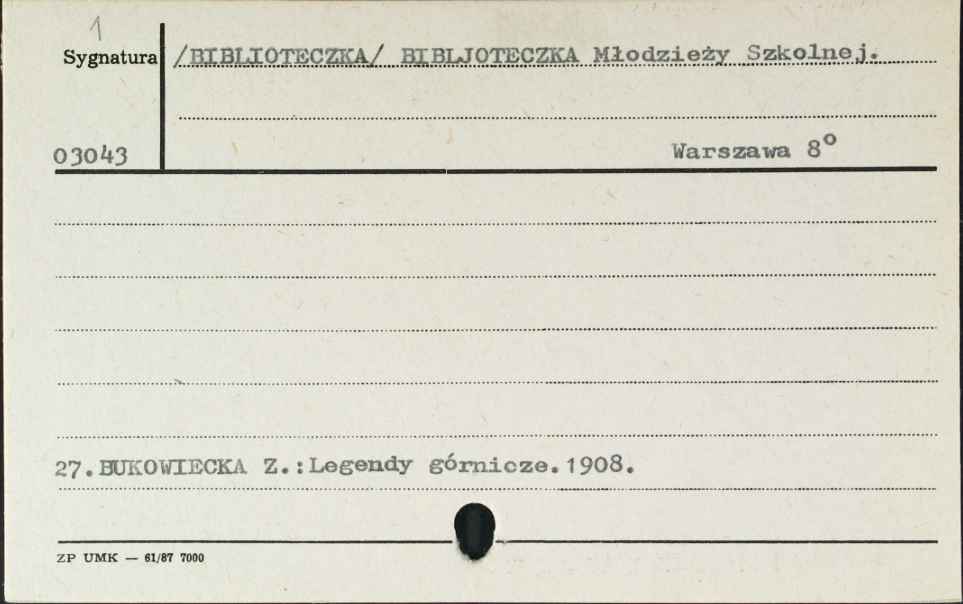 1
Sygnatura /BIBLIOTECZKA/ BIBLJOTECZKA Młodzieży Szkolnej.
03043 Warszawa 8°
27.BUKOWIECKA Z.:Legendy górnicze.1908.
ZP UMK — 61/87 7000